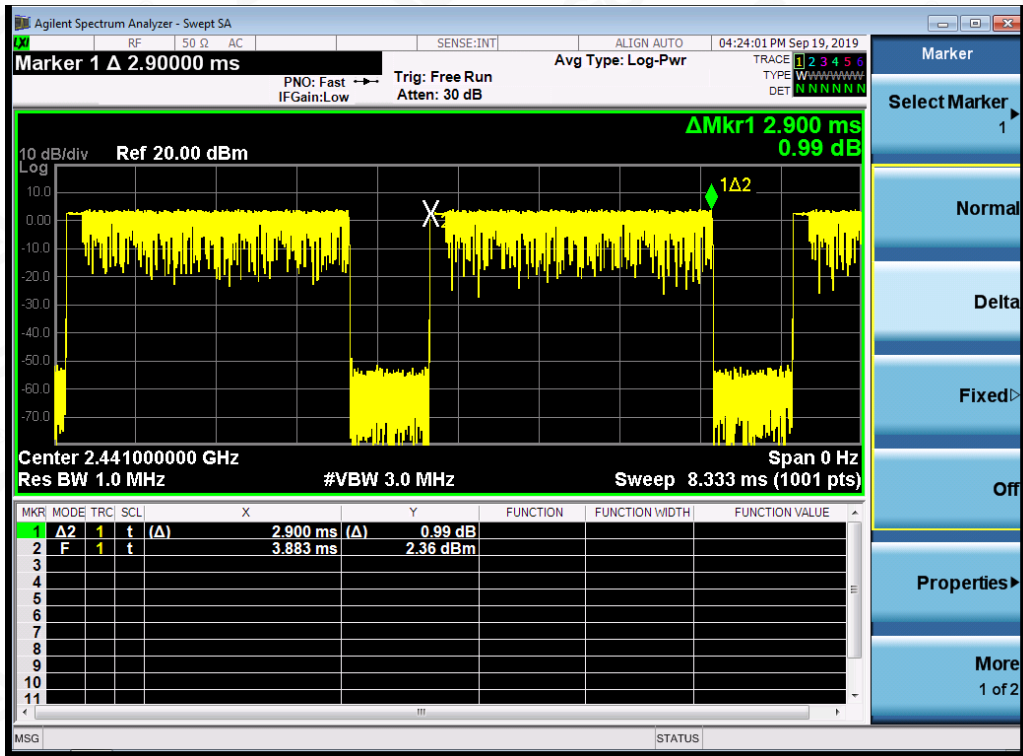 Agilent Spectrum Analyzer - Swept SA
LXI RF 50 Ω AC SENSE:INT ALIGN AUTO 04:24:01 PM Sep 19, 2019
Marker 1 Δ 2.90000 ms
PNO: Fast
IFGain:Low
Trig: Free Run
Atten: 30 dB
Avg Type: Log-Pwr
TRACE 1 2 3 4 5 6
TYPE WWWWWW
DET N N N N N N
ΔMkr1 2.900 ms
0.99 dB
10 dB/div Ref 20.00 dBm
Log
10.0
0.00
-10.0
-20.0
-30.0
-40.0
-50.0
-60.0
-70.0
X2
1Δ2
Center 2.441000000 GHz Span 0 Hz
Res BW 1.0 MHz #VBW 3.0 MHz Sweep 8.333 ms (1001 pts)
MKR MODE TRC SCL X Y FUNCTION FUNCTION WIDTH FUNCTION VALUE
1 Δ2 1 t (Δ) 2.900 ms (Δ) 0.99 dB
2 F 1 t 3.883 ms 2.36 dBm
3
4
5
6
7
8
9
10
11
MSG STATUS
Marker
Select Marker
1
Normal
Delta
Fixed
Off
Properties
More
1 of 2